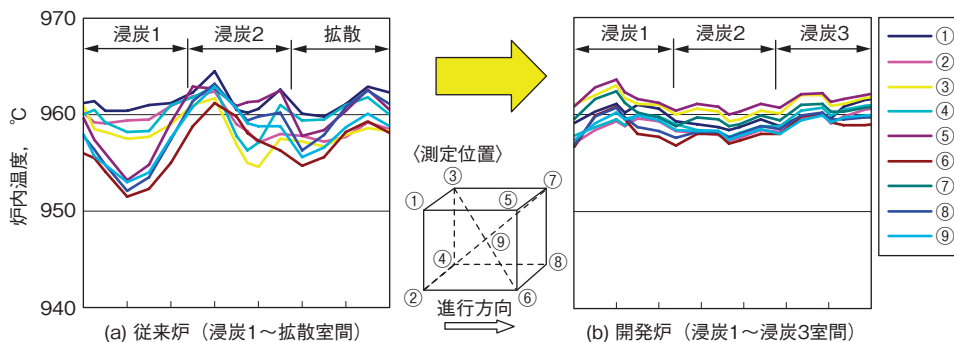 970
960
950
940
炉内温度，℃
浸炭1
浸炭2
拡散
(a) 従来炉（浸炭1～拡散室間）
〈測定位置〉
③
⑦
①
⑤
⑨
④
⑧
②
⑥
進行方向
浸炭1
浸炭2
浸炭3
(b) 開発炉（浸炭1～浸炭3室間）
①
②
③
④
⑤
⑥
⑦
⑧
⑨